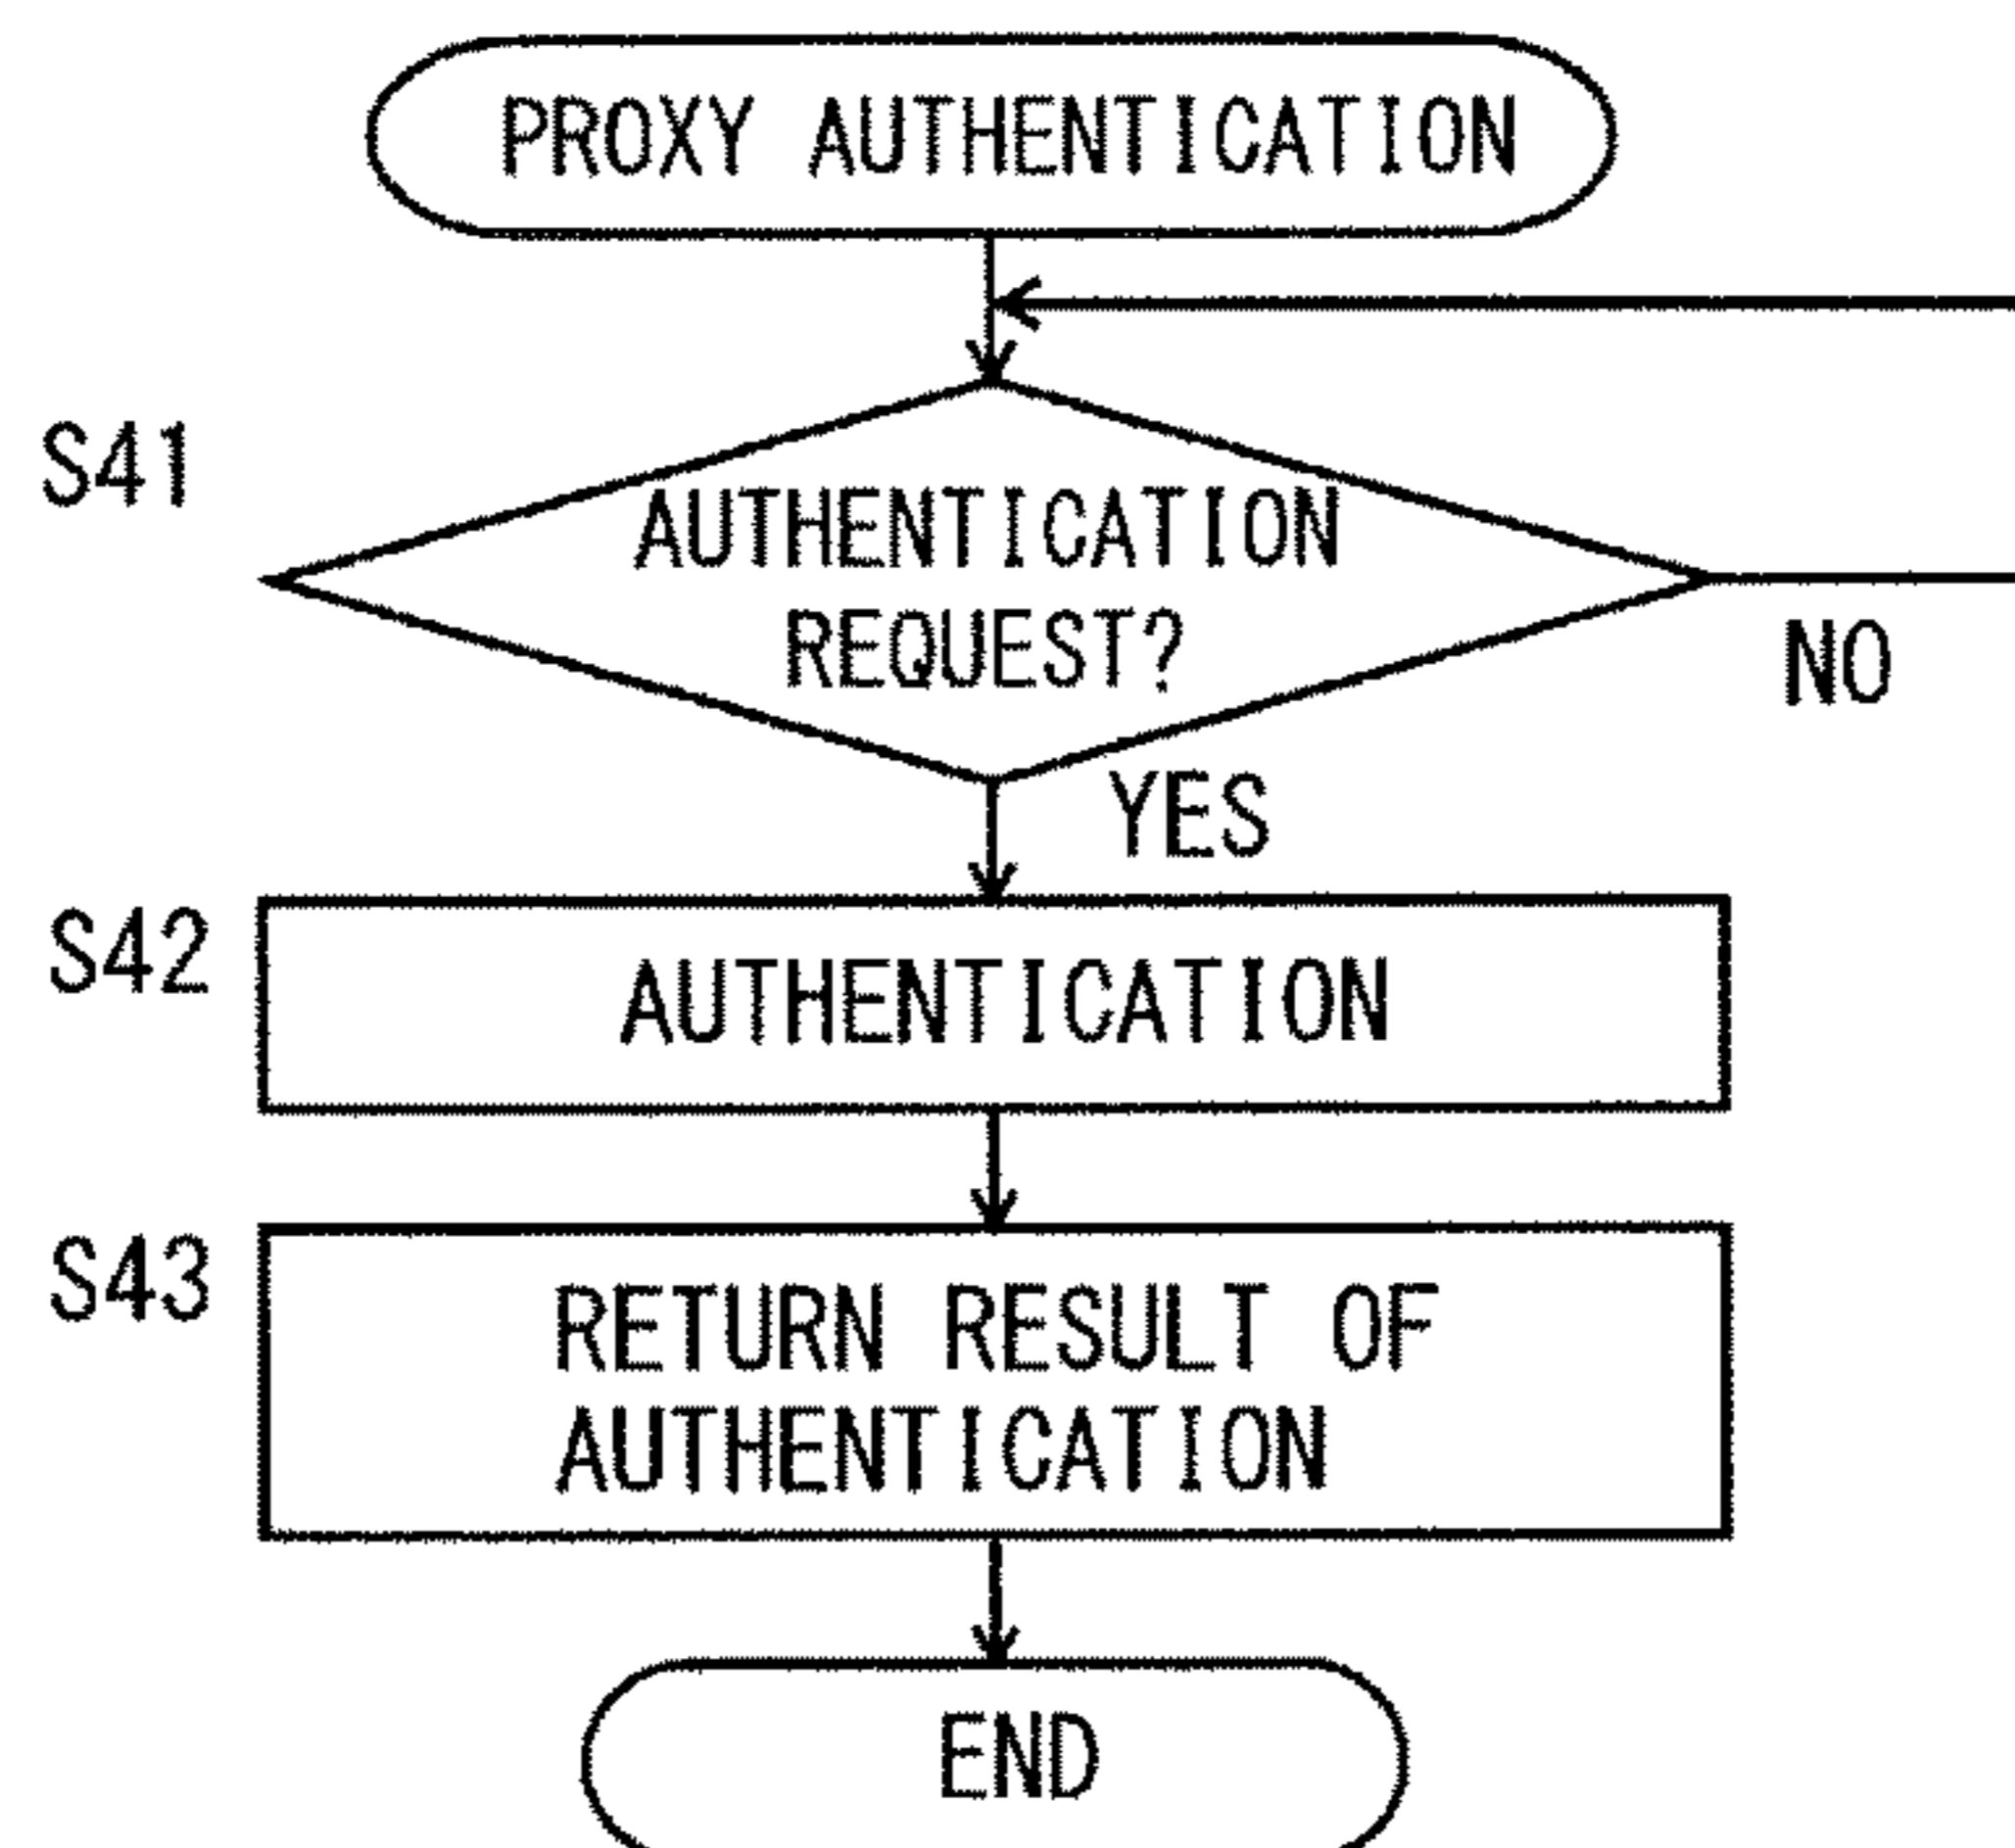 PROXY AUTHENTICATION
S41
AUTHENTICATION
REQUEST?
NO
YES
S42
AUTHENTICATION
S43
RETURN RESULT OF
AUTHENTICATION
END